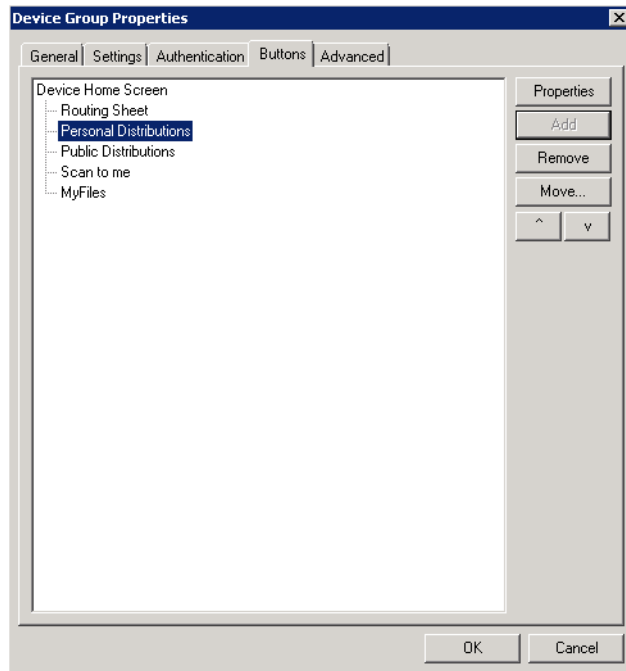 Device Group Properties
General Settings Authentication Buttons Advanced
Device Home Screen
Routing Sheet
Personal Distributions
Public Distributions
Scan to me
MyFiles
Properties
Add
Remove
Move...
^ v
OK Cancel